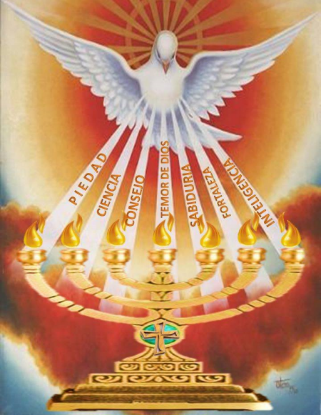 PIEDAD
CIENCIA
CONSEJO
TEMOR DE DIOS
SABIDURIA
FORTALEZA
INTELIGENCIA